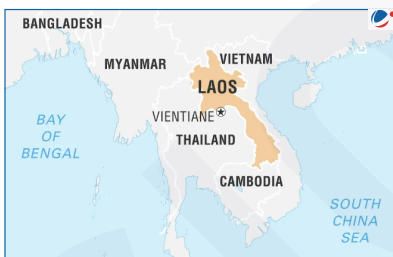 BANGLADESH
MYANMAR
VIETNAM
LAOS
VIENTIANE
THAILAND
CAMBODIA
BAY
OF
BENGAL
SOUTH
CHINA
SEA